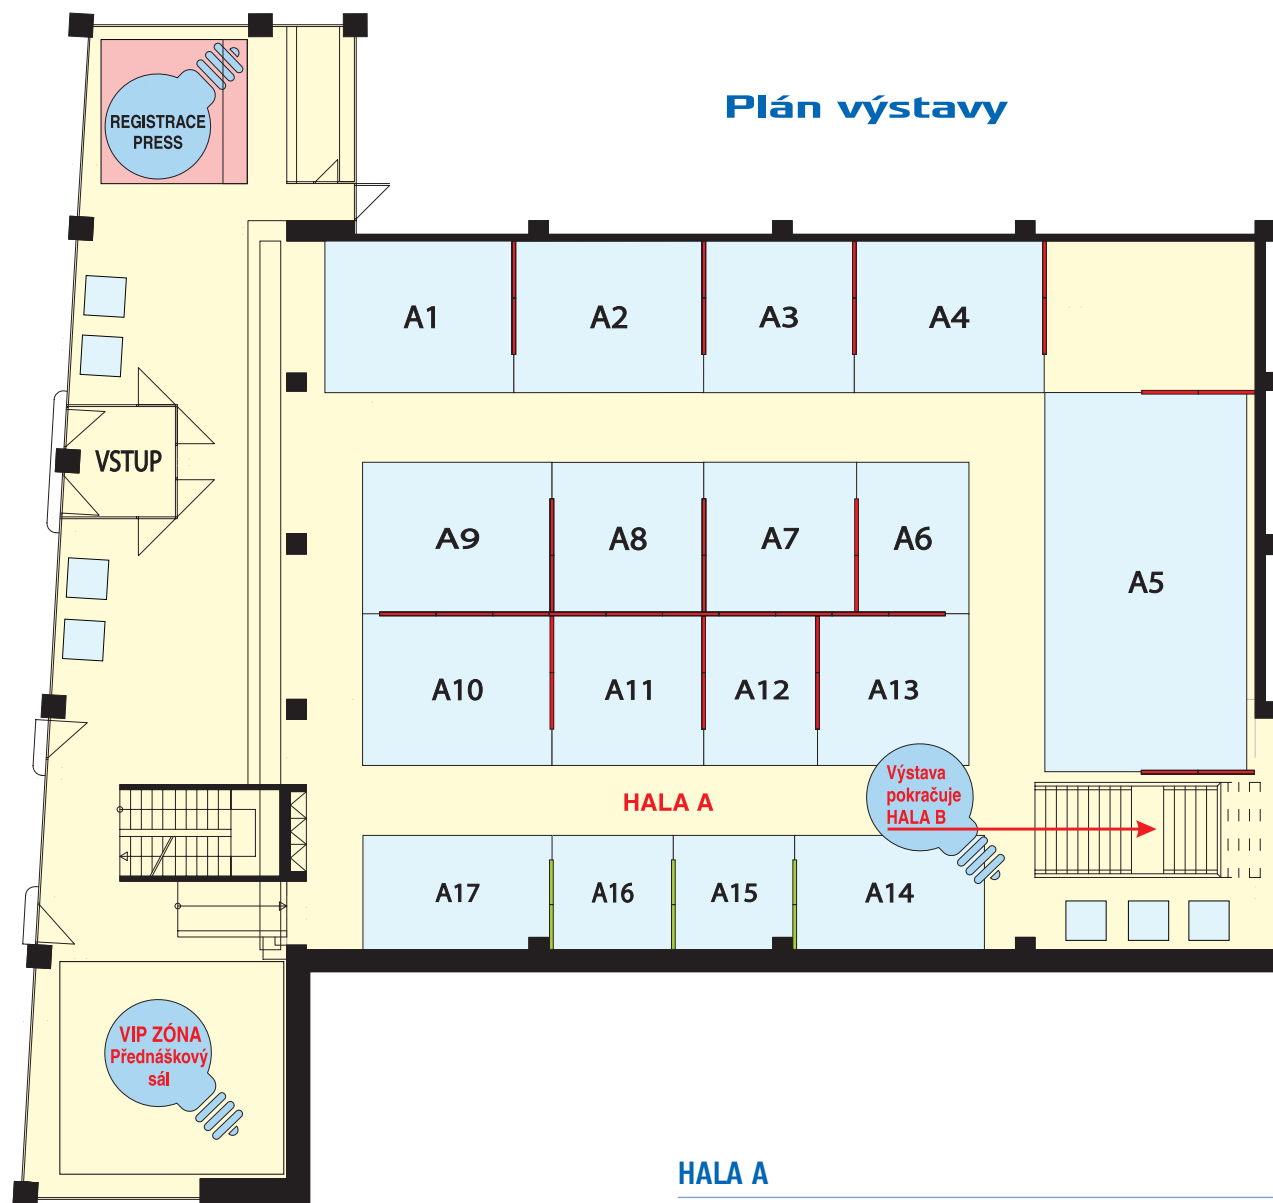 Plán výstavy
REGISTRACE
PRESS
A1
A2
A3
A4
VSTUP
A9
A8
A7
A6
A5
A10
A11
A12
A13
HALA A
Výstava
pokračuje
HALA B
A17
A16
A15
A14
VIP ZÓNA
Přednáškový
sál
HALA A